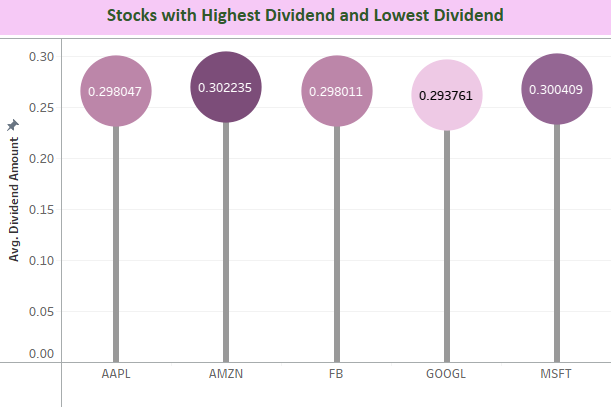 Stocks with Highest Dividend and Lowest Dividend
Avg. Dividend Amount
0.30
0.25
0.20
0.15
0.10
0.05
0.00
0.298047
0.302235
0.298011
0.293761
0.300409
AAPL
AMZN
FB
GOOGL
MSFT